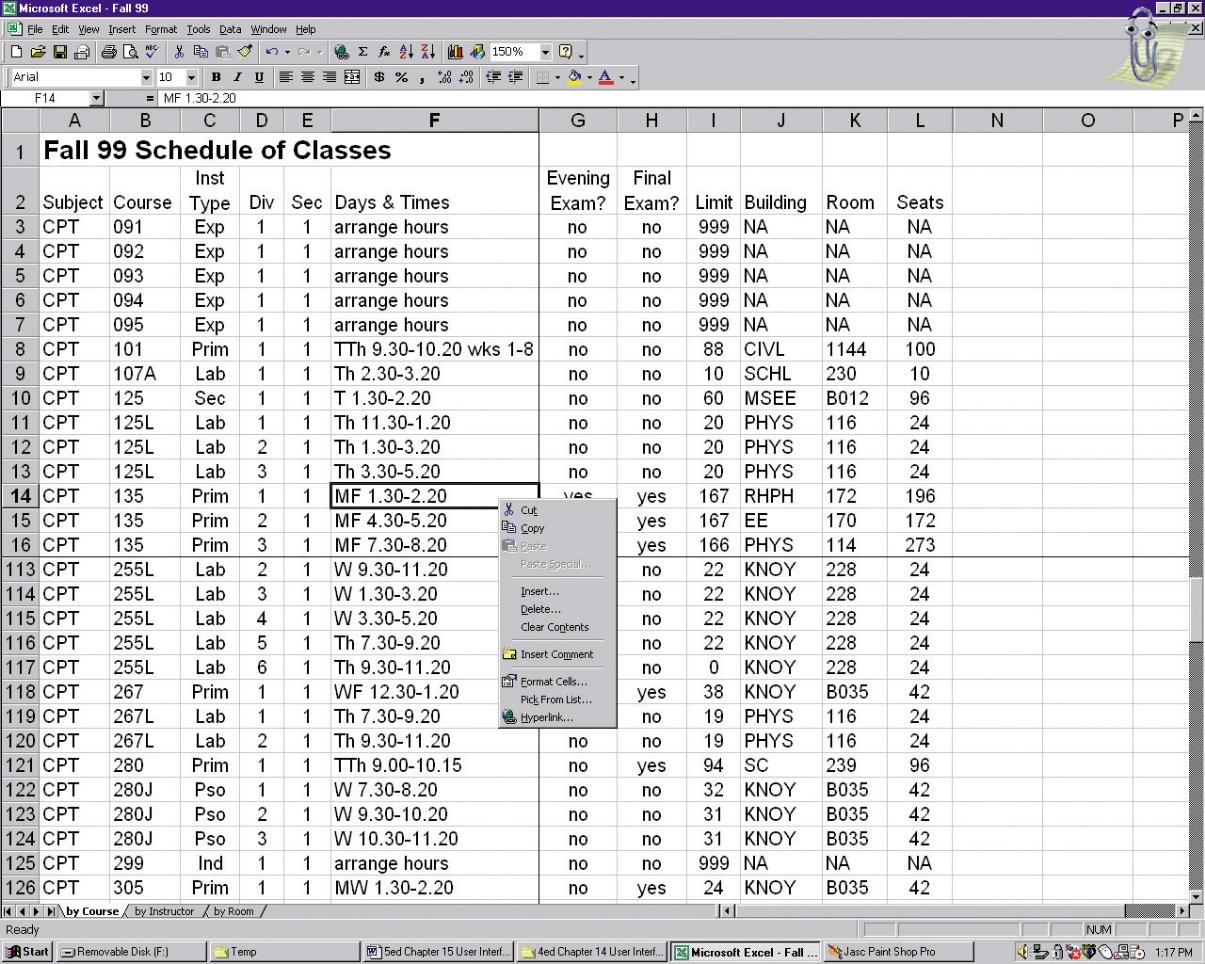 Microsoft Excel - Fall 99
File Edit View Insert Format Tools Data Window Help
150%
Arial 10 B I U $ % ,
F14 = MF 1.30-2.20
A B C D E F G H I J K L N O P
1 Fall 99 Schedule of Classes
Inst Evening Final
2 Subject Course Type Div Sec Days & Times Exam? Exam? Limit Building Room Seats
3 CPT 091 Exp 1 1 arrange hours no no 999 NA NA NA
4 CPT 092 Exp 1 1 arrange hours no no 999 NA NA NA
5 CPT 093 Exp 1 1 arrange hours no no 999 NA NA NA
6 CPT 094 Exp 1 1 arrange hours no no 999 NA NA NA
7 CPT 095 Exp 1 1 arrange hours no no 999 NA NA NA
8 CPT 101 Prim 1 1 TTh 9.30-10.20 wks 1-8 no no 88 CIVL 1144 100
9 CPT 107A Lab 1 1 Th 2.30-3.20 no no 10 SCHL 230 10
10 CPT 125 Sec 1 1 T 1.30-2.20 no no 60 MSEE B012 96
11 CPT 125L Lab 1 1 Th 11.30-1.20 no no 20 PHYS 116 24
12 CPT 125L Lab 2 1 Th 1.30-3.20 no no 20 PHYS 116 24
13 CPT 125L Lab 3 1 Th 3.30-5.20 no no 20 PHYS 116 24
14 CPT 135 Prim 1 1 MF 1.30-2.20 yes yes 167 RHPH 172 196
15 CPT 135 Prim 2 1 MF 4.30-5.20 yes 167 EE 170 172
16 CPT 135 Prim 3 1 MF 7.30-8.20 yes 166 PHYS 114 273
113 CPT 255L Lab 2 1 W 9.30-11.20 no 22 KNOY 228 24
114 CPT 255L Lab 3 1 W 1.30-3.20 no 22 KNOY 228 24
115 CPT 255L Lab 4 1 W 3.30-5.20 no 22 KNOY 228 24
116 CPT 255L Lab 5 1 Th 7.30-9.20 no 22 KNOY 228 24
117 CPT 255L Lab 6 1 Th 9.30-11.20 no 0 KNOY 228 24
118 CPT 267 Prim 1 1 WF 12.30-1.20 yes 38 KNOY B035 42
119 CPT 267L Lab 1 1 Th 7.30-9.20 no 19 PHYS 116 24
120 CPT 267L Lab 2 1 Th 9.30-11.20 no no 19 PHYS 116 24
121 CPT 280 Prim 1 1 TTh 9.00-10.15 no yes 94 SC 239 96
122 CPT 280J Pso 1 1 W 7.30-8.20 no no 32 KNOY B035 42
123 CPT 280J Pso 2 1 W 9.30-10.20 no no 31 KNOY B035 42
124 CPT 280J Pso 3 1 W 10.30-11.20 no no 31 KNOY B035 42
125 CPT 299 Ind 1 1 arrange hours no no 999 NA NA NA
126 CPT 305 Prim 1 1 MW 1.30-2.20 no yes 24 KNOY B035 42
Cut
Copy
Paste
Paste Special...
Insert...
Delete...
Clear Contents
Insert Comment
Format Cells...
Pick From List...
Hyperlink...
by Course by Instructor by Room
Ready NUM
Start Removable Disk (F:) Temp 5ed Chapter 15 User Interf... 4ed Chapter 14 User Interf... Microsoft Excel - Fall ... Jasc Paint Shop Pro 1:17 PM